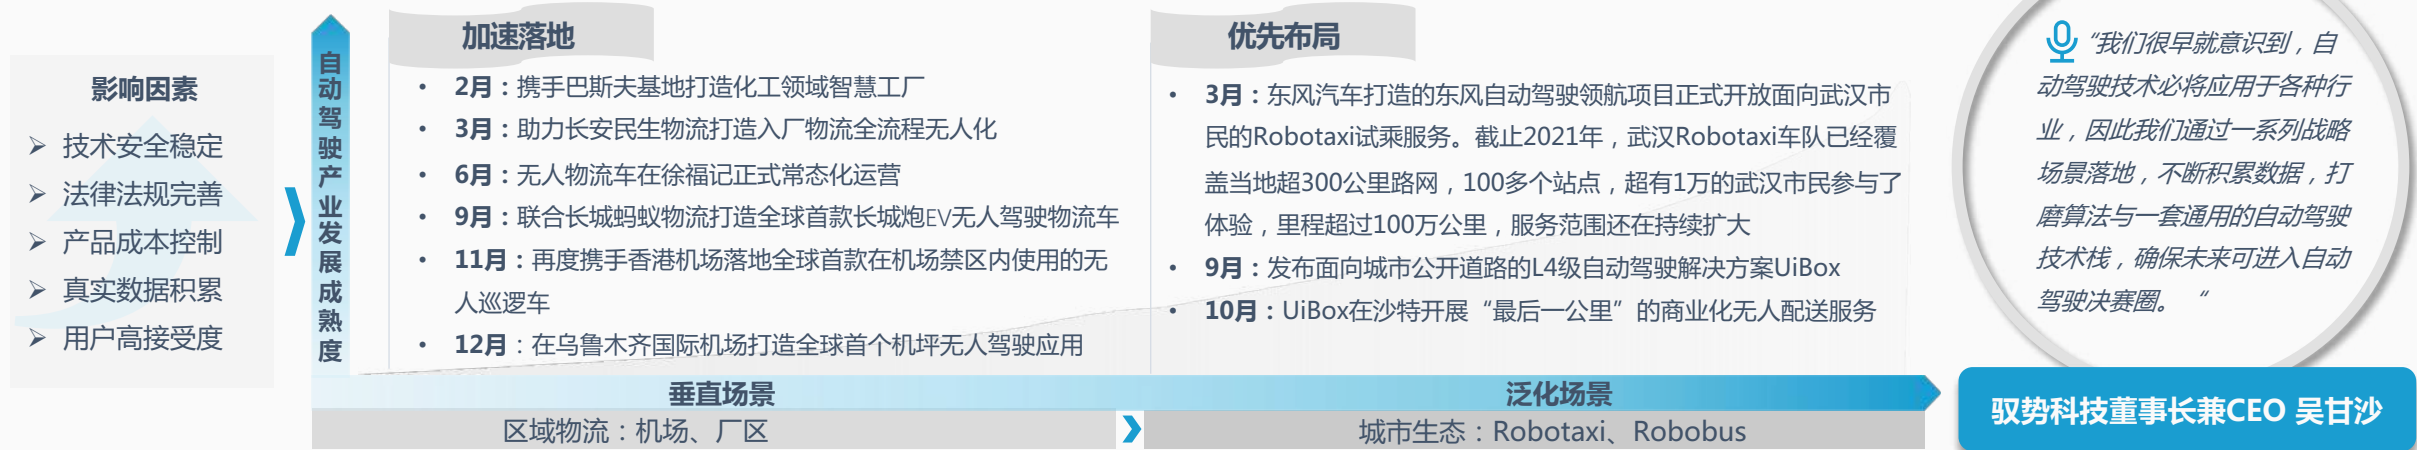 影响因素
技术安全稳定
法律法规完善
产品成本控制
真实数据积累
用户高接受度
自动驾驶产业发展成熟度
加速落地
• 2月：携手巴斯夫基地打造化工领域智慧工厂
• 3月：助力长安民生物流打造入厂物流全流程无人化
• 6月：无人物流车在徐福记正式常态化运营
• 9月：联合长城蚂蚁物流打造全球首款长城炮EV无人驾驶物流车
• 11月：再度携手香港机场落地全球首款在机场禁区内使用的无
人巡逻车
• 12月：在乌鲁木齐国际机场打造全球首个机坪无人驾驶应用
优先布局
• 3月：东风汽车打造的东风自动驾驶领航项目正式开放面向武汉市
民的Robotaxi试乘服务。截止2021年，武汉Robotaxi车队已经覆
盖当地超300公里路网，100多个站点，超有1万的武汉市民参与了
体验，里程超过100万公里，服务范围还在持续扩大
• 9月：发布面向城市公开道路的L4级自动驾驶解决方案UiBox
• 10月：UiBox在沙特开展“最后一公里”的商业化无人配送服务
垂直场景
泛化场景
区域物流：机场、厂区
城市生态：Robotaxi、Robobus
“我们很早就意识到，自
动驾驶技术必将应用于各种行
业，因此我们通过一系列战略
场景落地，不断积累数据，打
磨算法与一套通用的自动驾驶
技术栈，确保未来可进入自动
驾驶决赛圈。“
驭势科技董事长兼CEO 吴甘沙